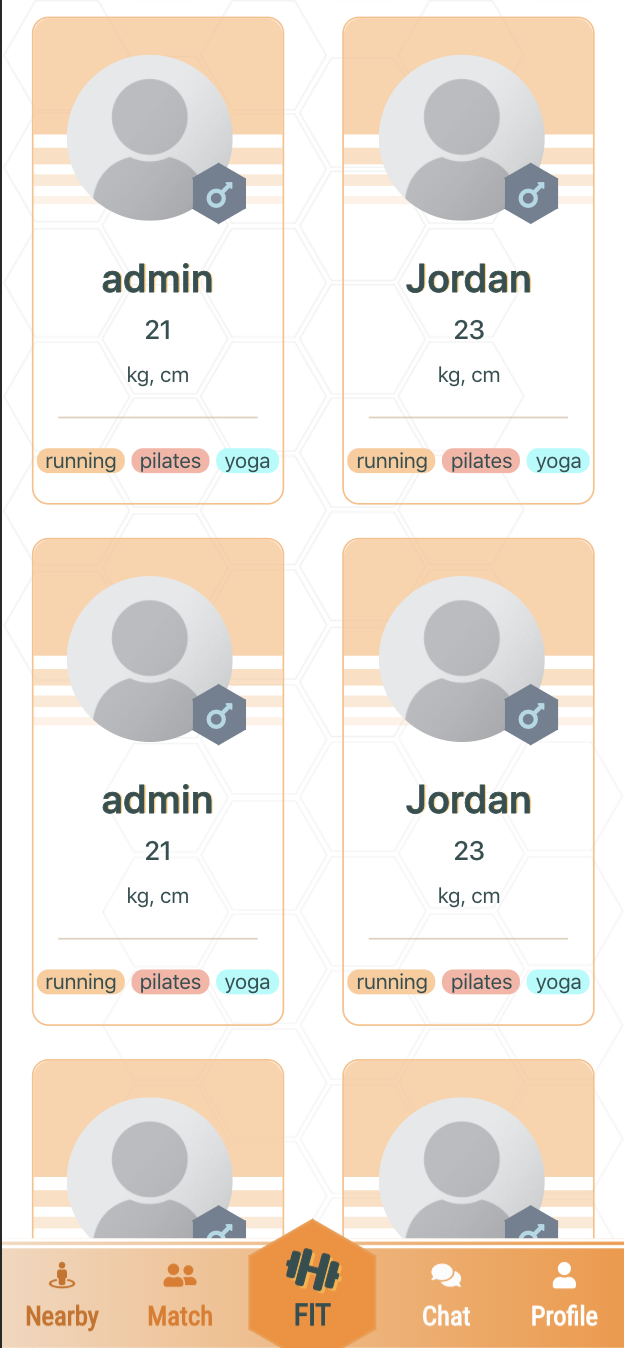 admin
21
kg, cm
running pilates yoga
Jordan
23
kg, cm
running pilates yoga
admin
21
kg, cm
running pilates yoga
Jordan
23
kg, cm
running pilates yoga
Nearby
Match
FIT
Chat
Profile